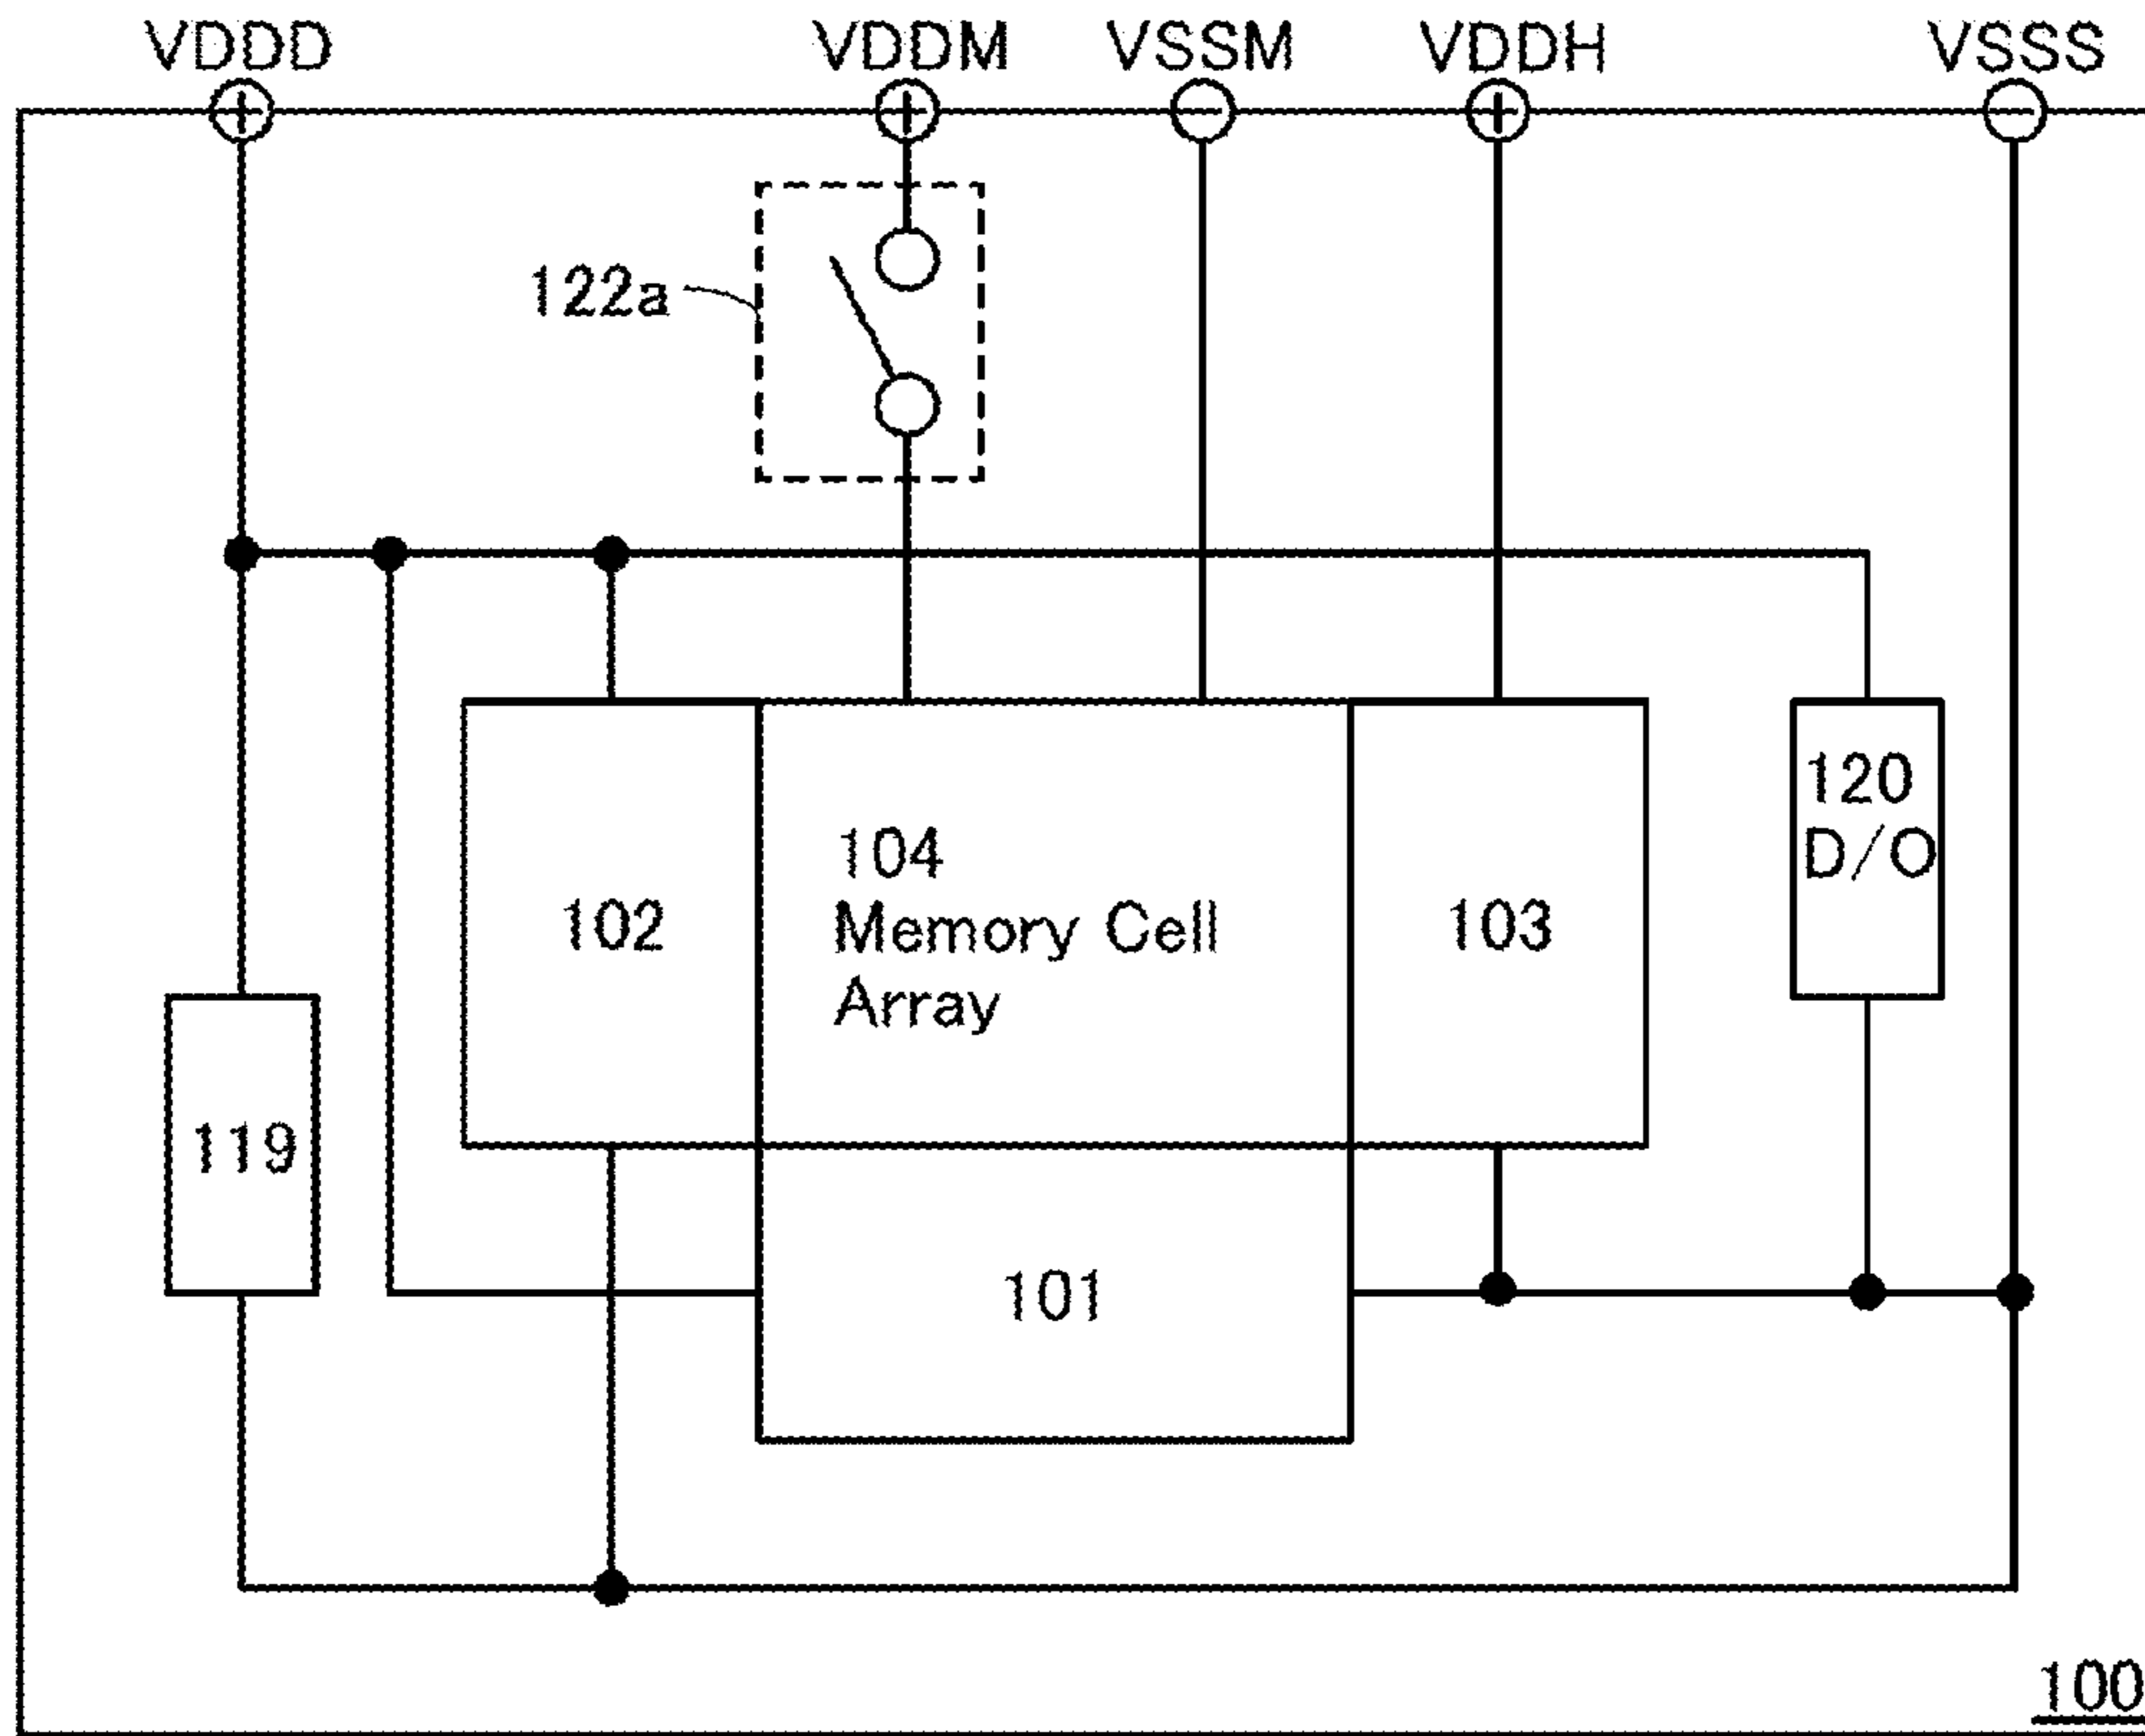 VDDD VDDM VSSM VDDH VSSS
122a
120
D/O
104
Memory Cell
Array
102
103
119
101
100